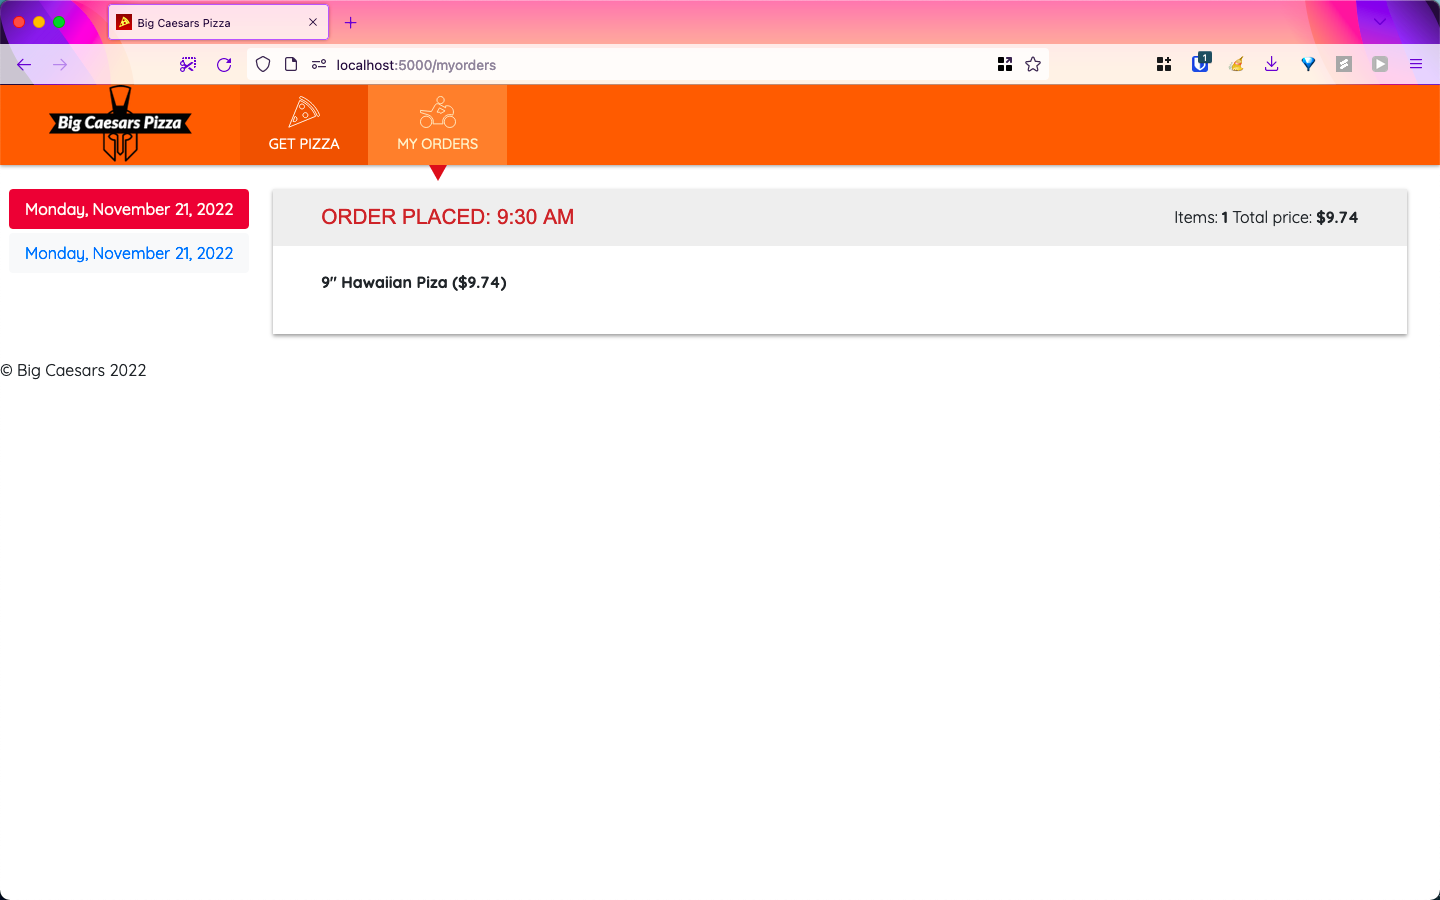 Big Caesars Pizza
localhost:5000/myorders
1
Big Caesars Pizza
GET PIZZA
MY ORDERS
Monday, November 21, 2022
Monday, November 21, 2022
ORDER PLACED: 9:30 AM
Items: 1 Total price: $9.74
9" Hawaiian Piza ($9.74)
© Big Caesars 2022